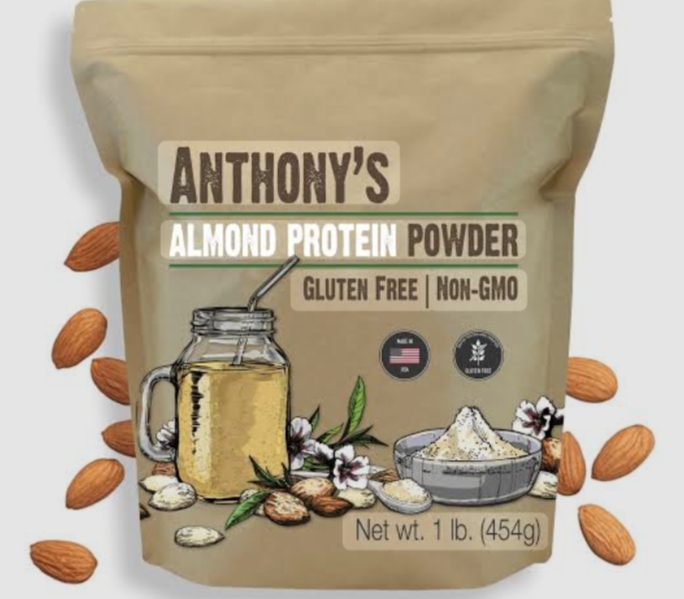 ANTHONY'S
ALMOND PROTEIN POWDER
GLUTEN FREE | NON-GMO
MADE IN
USA
GLUTEN FREE
Net wt. 1 lb. (454g)